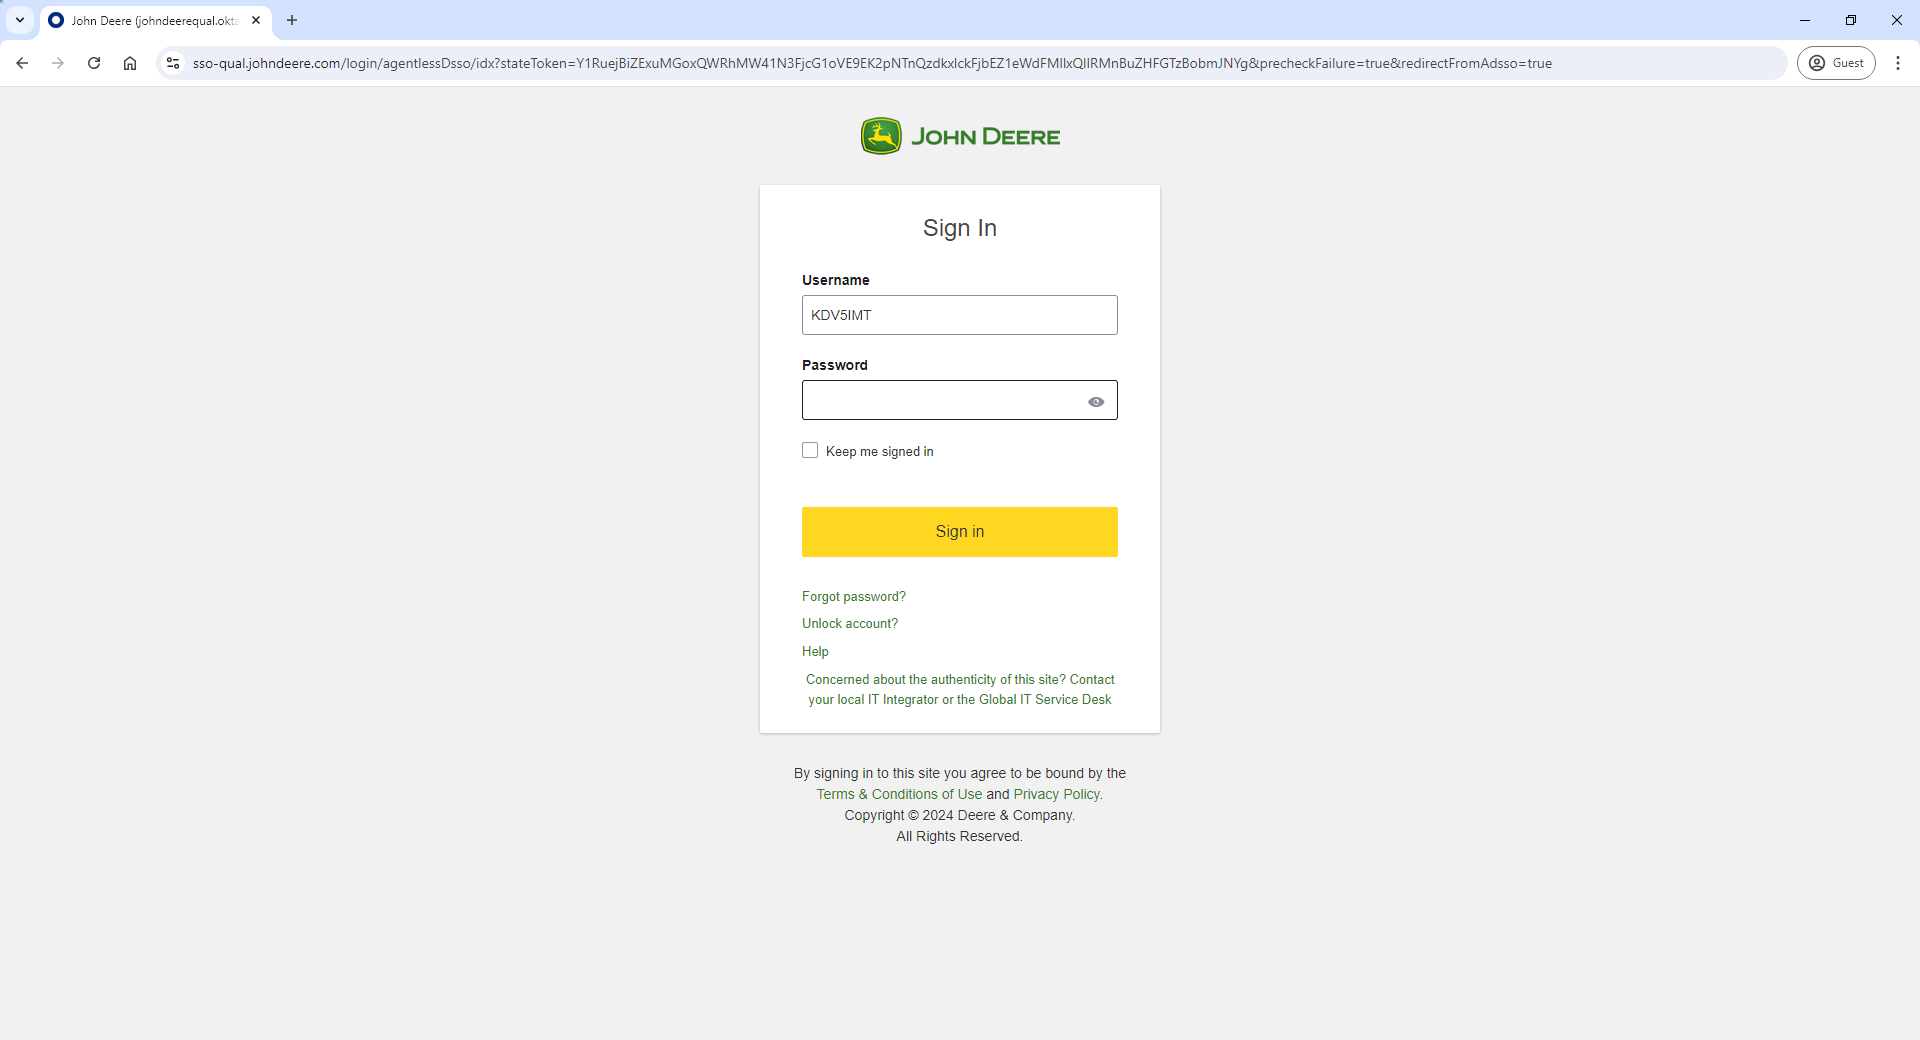 John Deere (johndeerequal.okta
sso-qual.johndeere.com/login/agentlessDsso/idx?stateToken=Y1RuejBiZExuMGoxQWRhMW41N3FjcG1oVE9EK2pNTnQzdkxIckFjbEZ1eWdFMllxQllRMnBuZHFGTzBobmJNYg&precheckFailure=true&redirectFromAdsso=true
Guest
JOHN DEERE
Sign In
Username
KDV5IMT
Password
Keep me signed in
Sign in
Forgot password?
Unlock account?
Help
Concerned about the authenticity of this site? Contact
your local IT Integrator or the Global IT Service Desk
By signing in to this site you agree to be bound by the
Terms & Conditions of Use and Privacy Policy.
Copyright © 2024 Deere & Company.
All Rights Reserved.